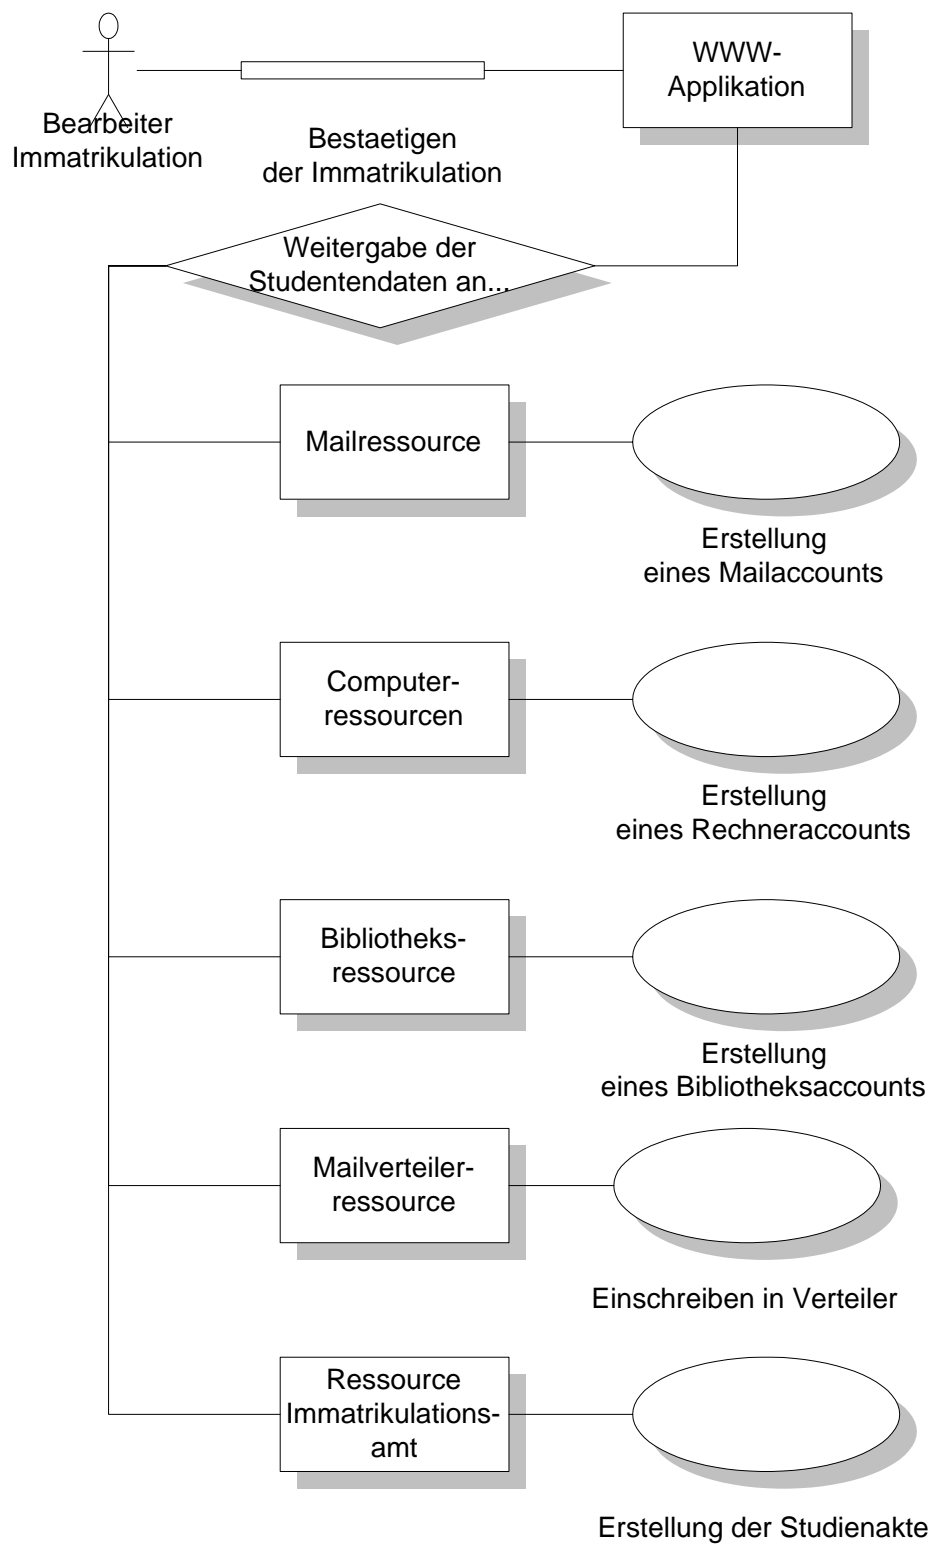 WWW-
Applikation
Bearbeiter
Immatrikulation
Bestaetigen
der Immatrikulation
Weitergabe der
Studentendaten an...
Mailressource
Erstellung
eines Mailaccounts
Computer-
ressourcen
Erstellung
eines Rechneraccounts
Bibliotheks-
ressource
Erstellung
eines Bibliotheksaccounts
Mailverteiler-
ressource
Einschreiben in Verteiler
Ressource
Immatrikulations-
amt
Erstellung der Studienakte